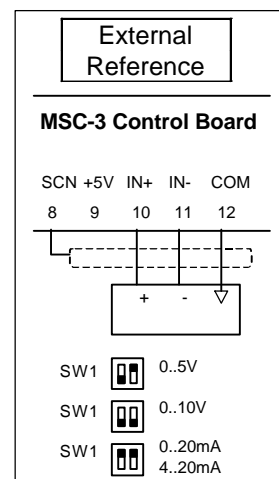 External
Reference
MSC-3 Control Board
SCN +5V IN+ IN- COM
8 9 10 11 12
+ -
SW1 0..5V
SW1 0..10V
SW1 0..20mA
4..20mA